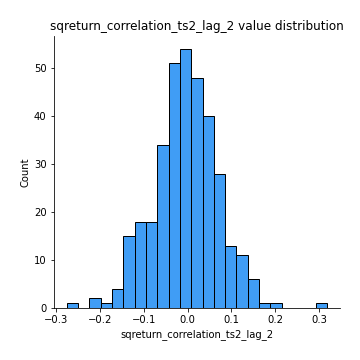 sqreturn_correlation_ts2_lag_2 value distribution
50
40
30
20
10
0
Count
−0.3 −0.2 −0.1 0.0 0.1 0.2 0.3
sqreturn_correlation_ts2_lag_2